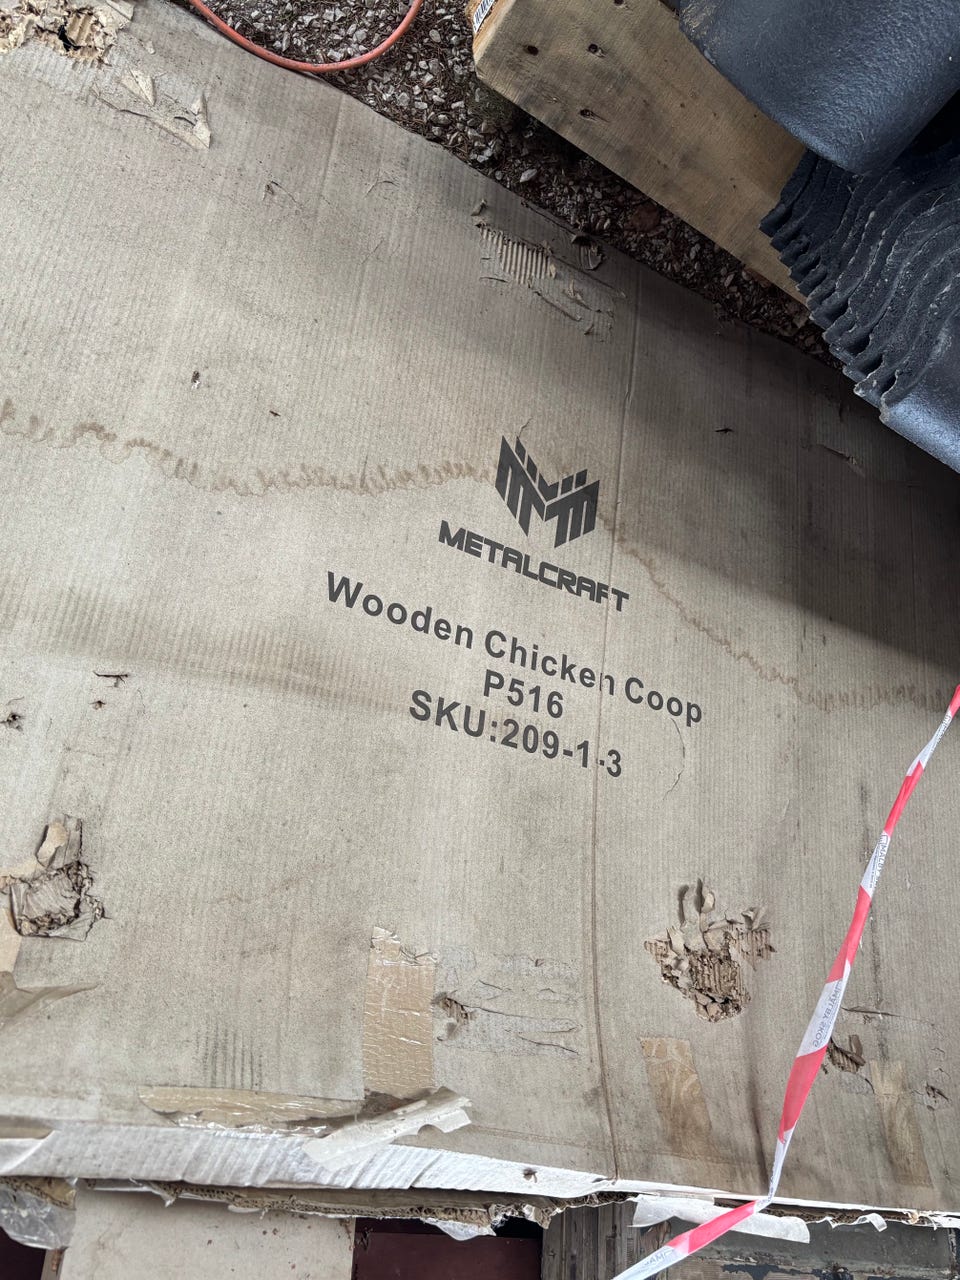 METALCRAFT
Wooden Chicken Coop
P516
SKU:209-1-3